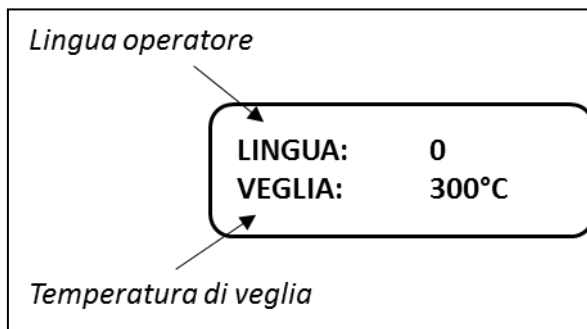 Lingua operatore
LINGUA: 0
VEGLIA: 300°C
Temperatura di veglia